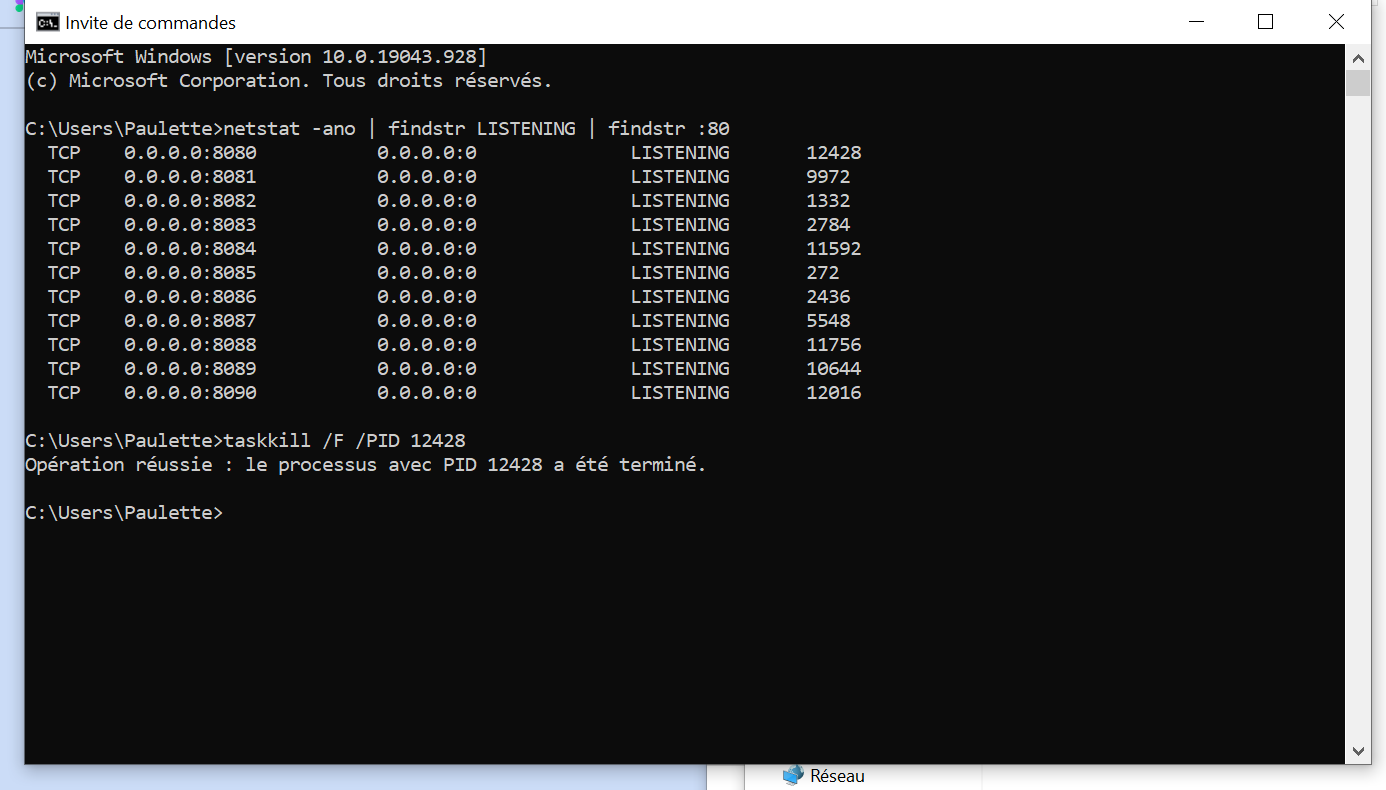 Invite de commandes
Microsoft Windows [version 10.0.19043.928]
(c) Microsoft Corporation. Tous droits réservés.
C:\Users\Paulette>netstat -ano | findstr LISTENING | findstr :80
TCP 0.0.0.0:8080 0.0.0.0:0 LISTENING 12428
TCP 0.0.0.0:8081 0.0.0.0:0 LISTENING 9972
TCP 0.0.0.0:8082 0.0.0.0:0 LISTENING 1332
TCP 0.0.0.0:8083 0.0.0.0:0 LISTENING 2784
TCP 0.0.0.0:8084 0.0.0.0:0 LISTENING 11592
TCP 0.0.0.0:8085 0.0.0.0:0 LISTENING 272
TCP 0.0.0.0:8086 0.0.0.0:0 LISTENING 2436
TCP 0.0.0.0:8087 0.0.0.0:0 LISTENING 5548
TCP 0.0.0.0:8088 0.0.0.0:0 LISTENING 11756
TCP 0.0.0.0:8089 0.0.0.0:0 LISTENING 10644
TCP 0.0.0.0:8090 0.0.0.0:0 LISTENING 12016
C:\Users\Paulette>taskkill /F /PID 12428
Opération réussie : le processus avec PID 12428 a été terminé.
C:\Users\Paulette>
Réseau